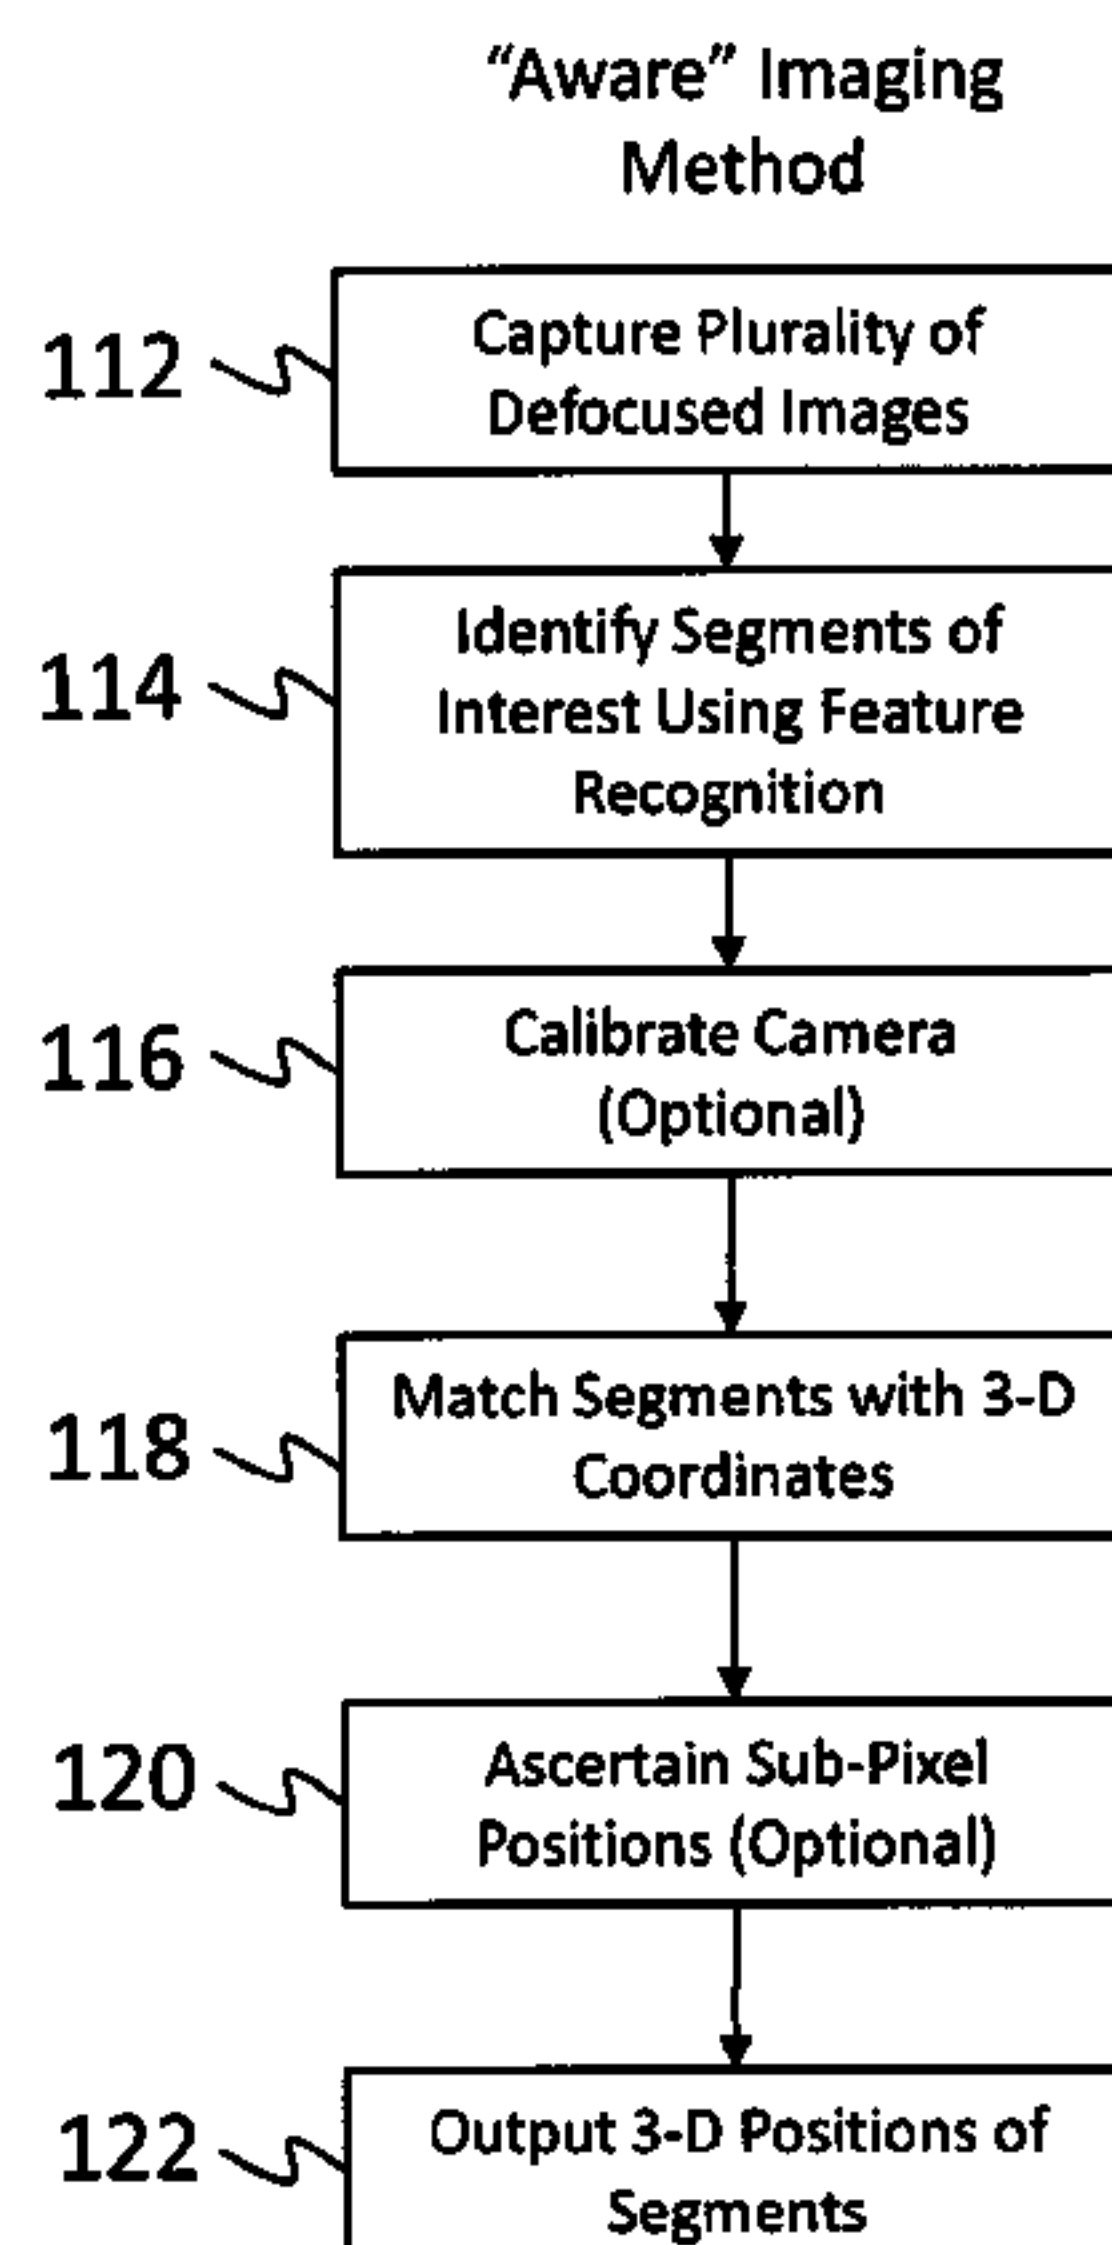 “Aware” Imaging
Method
112
Capture Plurality of
Defocused Images
114
Identify Segments of
Interest Using Feature
Recognition
116
Calibrate Camera
(Optional)
118
Match Segments with 3-D
Coordinates
120
Ascertain Sub-Pixel
Positions (Optional)
122
Output 3-D Positions of
Segments